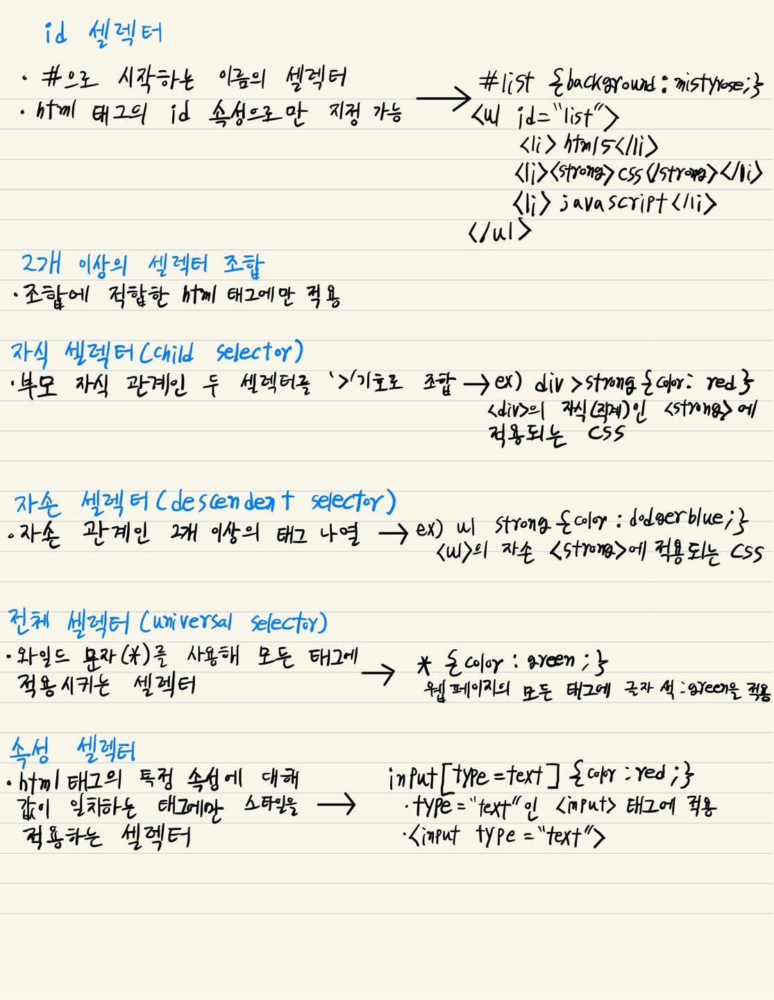 id 셀렉터
· #으로 시작하는 이름의 셀렉터
· html 태그의 id 속성으로만 지정 가능 → #list {background : mistyrose;}
<ul id="list">
<li> html5</li>
<li><strong>css</strong></li>
<li> javascript</li>
</ul>
2개 이상의 셀렉터 조합
· 조합에 적합한 html 태그에만 적용
자식 셀렉터(child selector)
· 부모 자식 관계인 두 셀렉터를 '>'기호로 조합 → ex) div >strong {color: red}
<div>의 자식(직계)인 <strong>에
적용되는 CSS
자손 셀렉터(descendent selector)
· 자손 관계인 2개 이상의 태그 나열 → ex) ul strong {color : dodgerblue;}
<ul>의 자손 <strong>에 적용되는 CSS
전체 셀렉터(universal selector)
· 와일드 문자(*)를 사용해 모든 태그에
적용시키는 셀렉터 → * {color : green ;}
웹페이지의 모든 태그에 글자 색 : green을 적용
속성 셀렉터
· html 태그의 특정 속성에 대해
값이 일치하는 태그에만 스타일을
적용하는 셀렉터 → input[type=text] {color : red ;}
· type="text"인 <input> 태그에 적용
· <input type ="text">